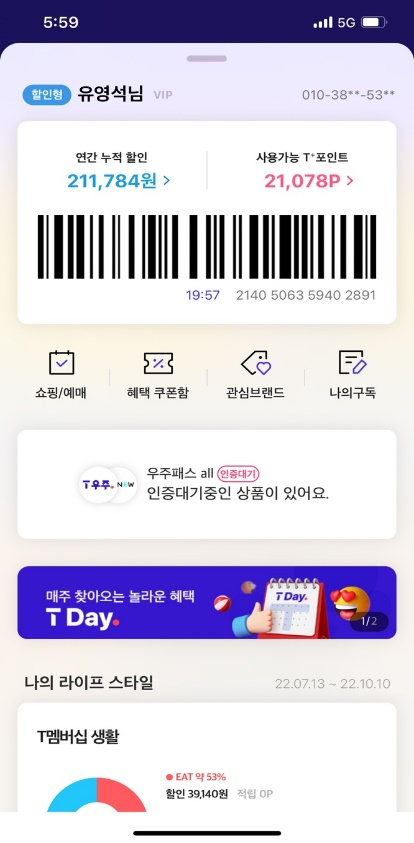 5:59
5G
할인형 유영석님 VIP 010-38**-53**
연간 누적 할인
211,784원 >
사용가능 T+포인트
21,078P >
19:57 2140 5063 5940 2891
쇼핑/예매
혜택 쿠폰함
관심브랜드
나의구독
T우주. NOW
우주패스 all 인증대기
인증대기중인 상품이 있어요.
매주 찾아오는 놀라운 혜택
T Day.
T Day
1/2
나의 라이프 스타일 22.07.13 ~ 22.10.10
T멤버십 생활
EAT 약 53%
할인 39,140원 적립 0P